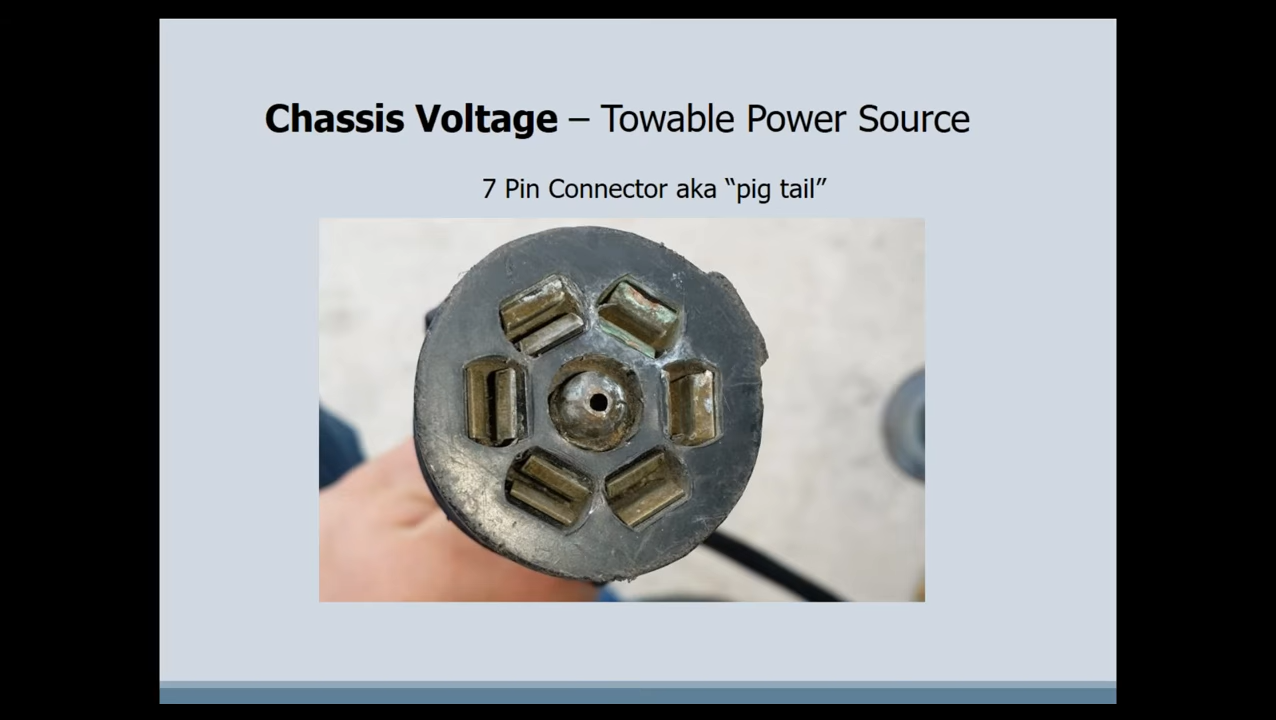 Chassis Voltage – Towable Power Source
7 Pin Connector aka “pig tail”